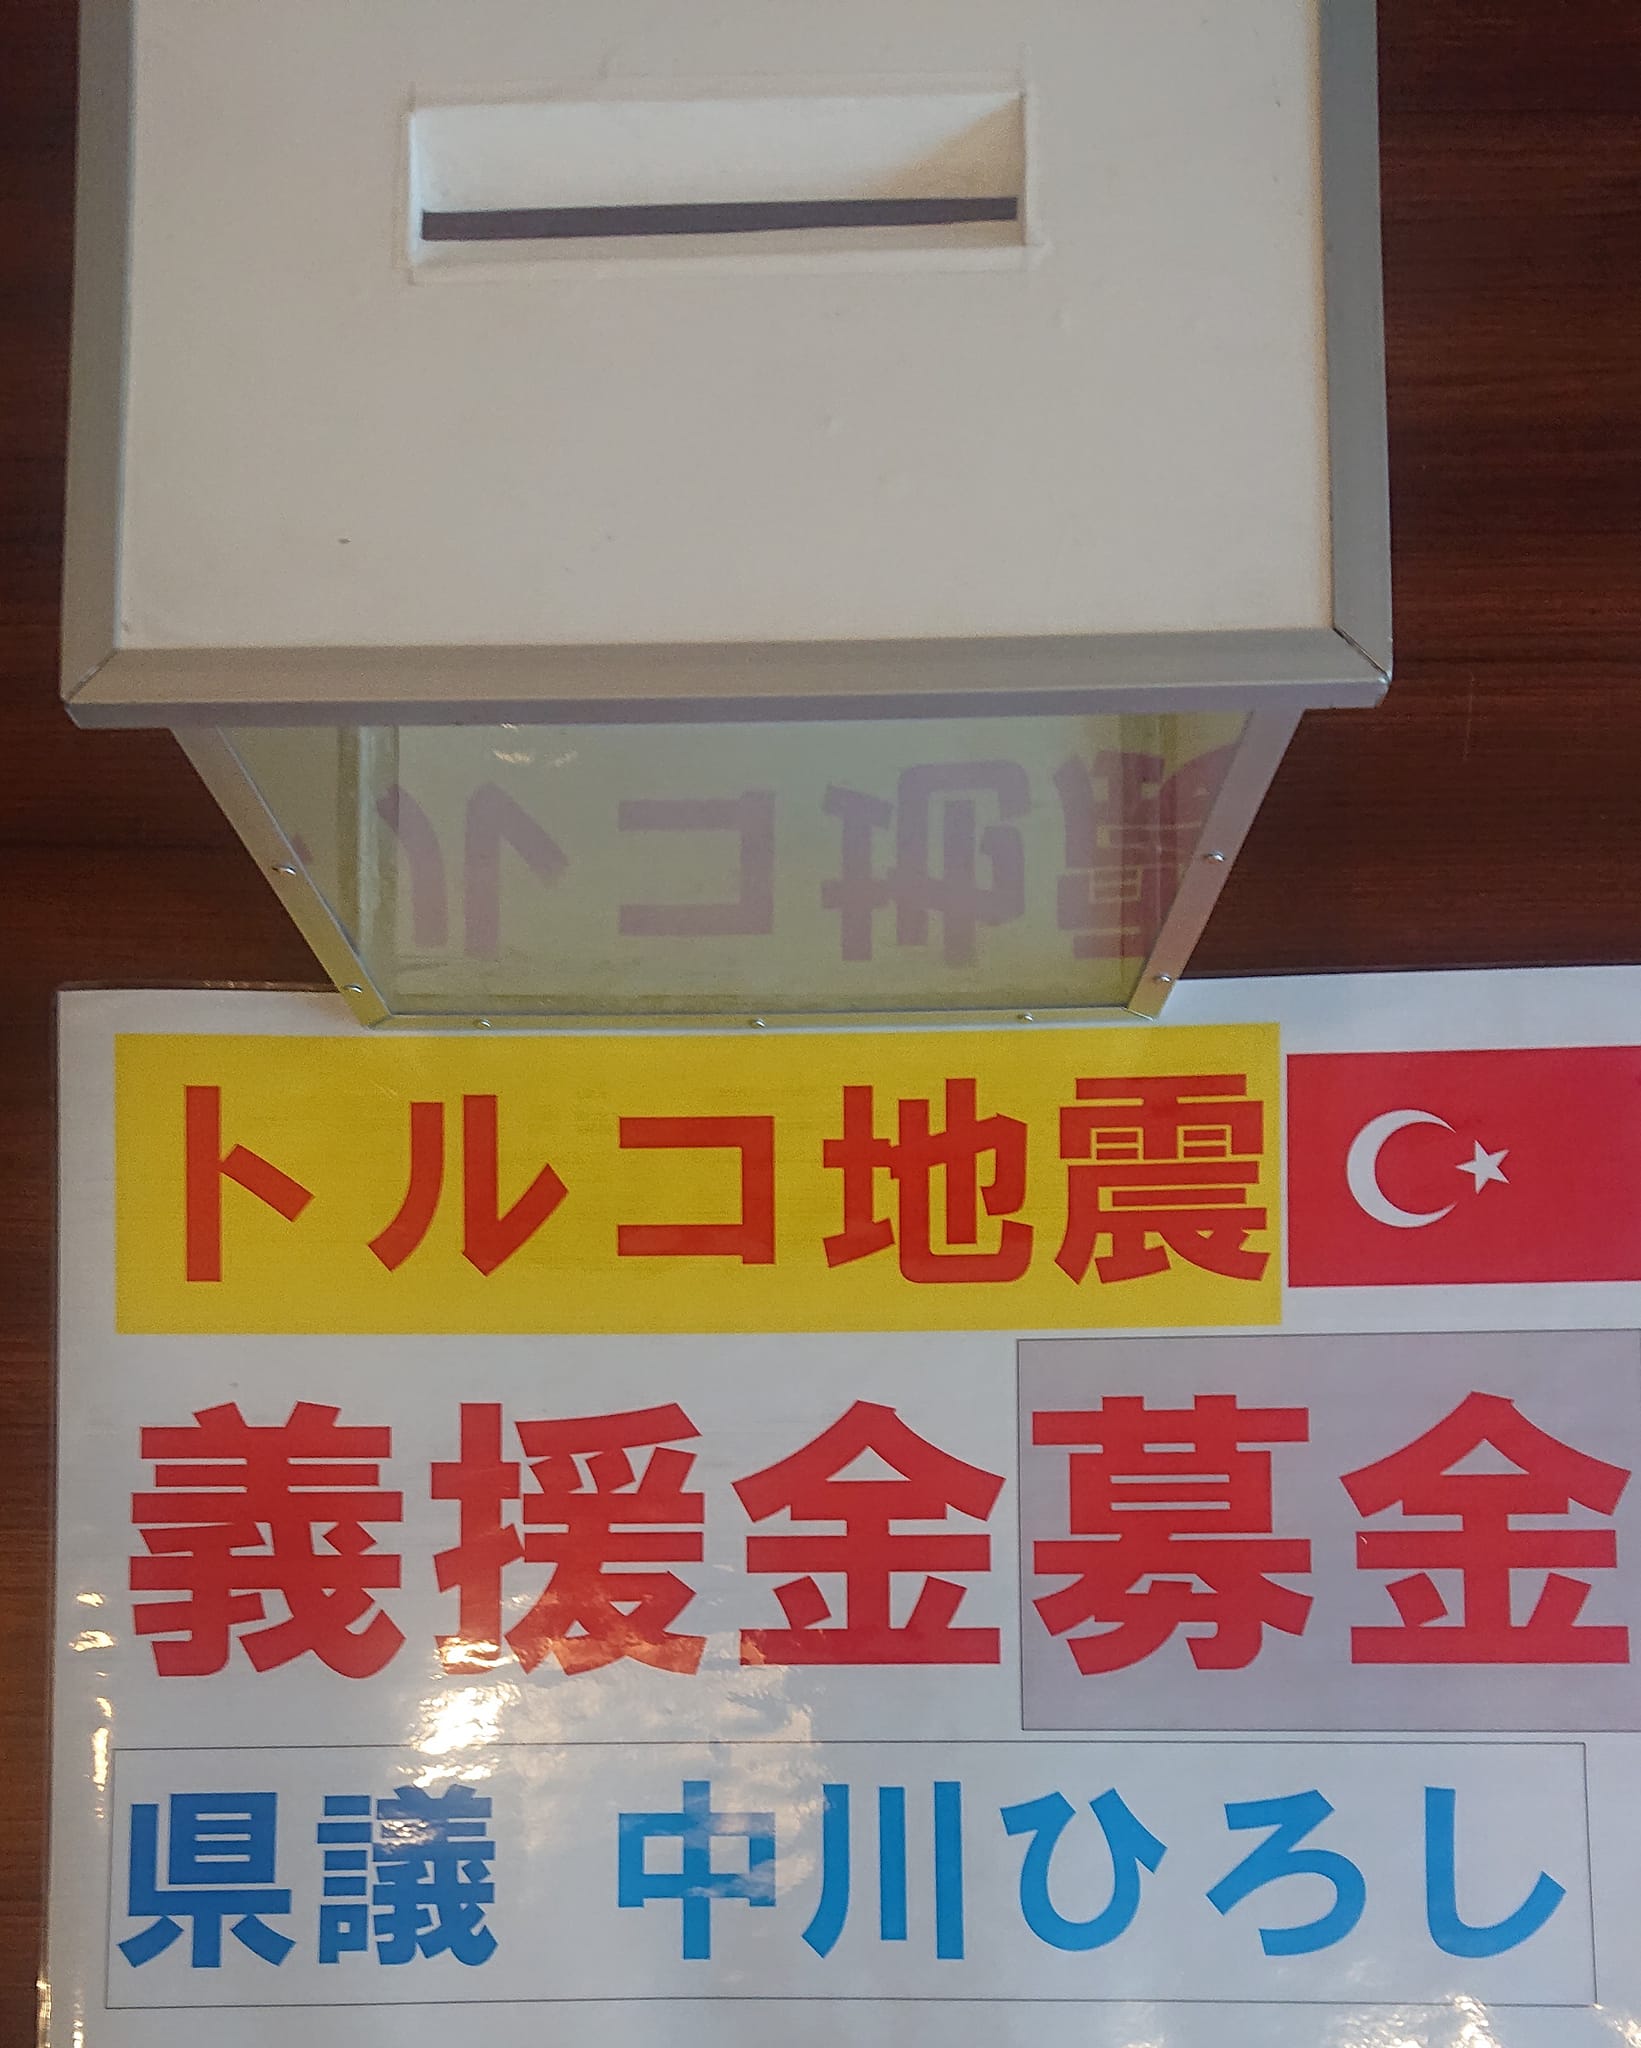 トルコ地震
義援金募金
県議 中川ひろし